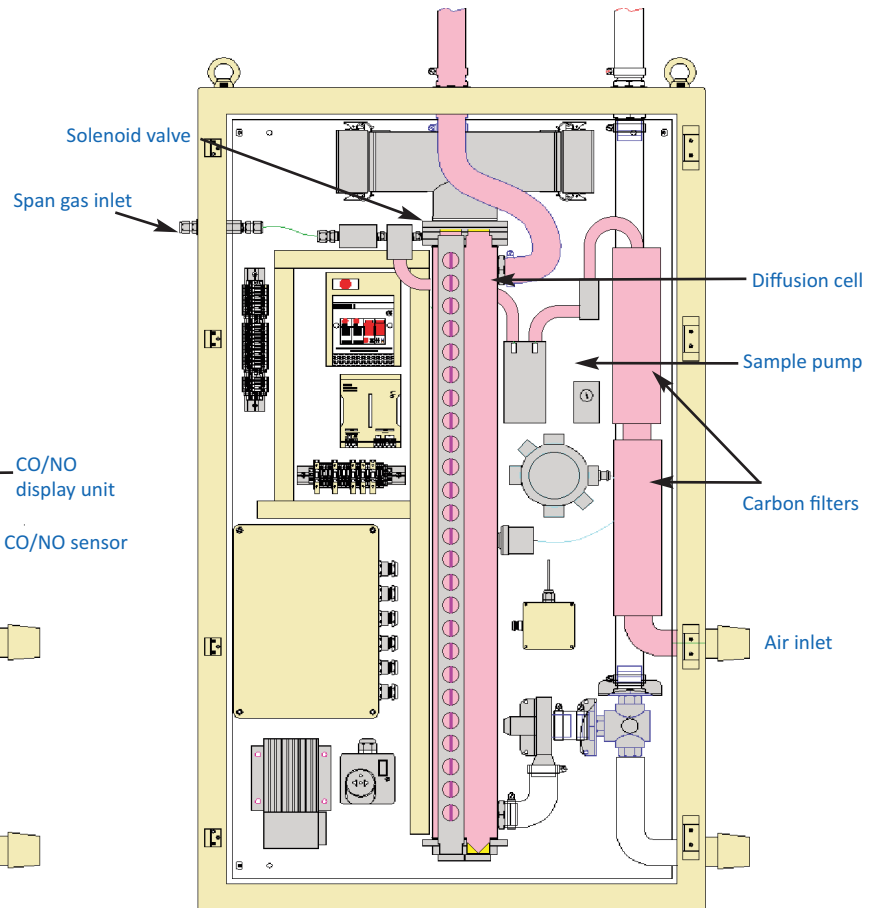 Solenoid valve
Span gas inlet
Diffusion cell
Sample pump
CO/NO
display unit
Carbon filters
CO/NO sensor
Air inlet